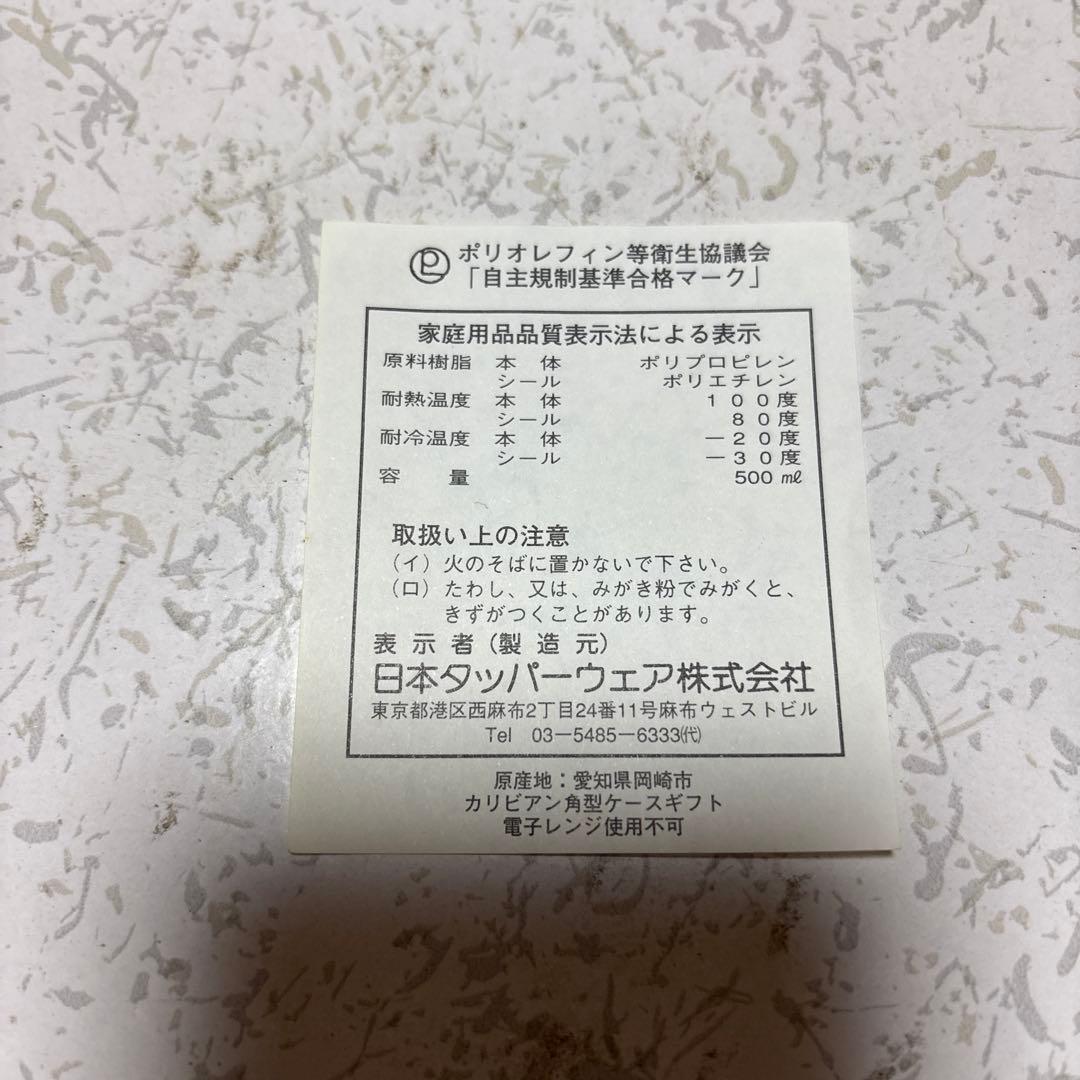 ポリオレフィン等衛生協議会
「自主規制基準合格マーク」
家庭用品品質表示法による表示
原料樹脂 本体 ポリプロピレン
シール ポリエチレン
耐熱温度 本体 100度
シール 80度
耐冷温度 本体 −20度
シール −30度
容量 500㎖
取扱い上の注意
(イ) 火のそばに置かないで下さい。
(ロ) たわし、又は、みがき粉でみがくと、
きずがつくことがあります。
表示者(製造元)
日本タッパーウェア株式会社
東京都港区西麻布2丁目24番11号麻布ウェストビル
Tel 03−5485−6333㈹
原産地:愛知県岡崎市
カリビアン角型ケースギフト
電子レンジ使用不可